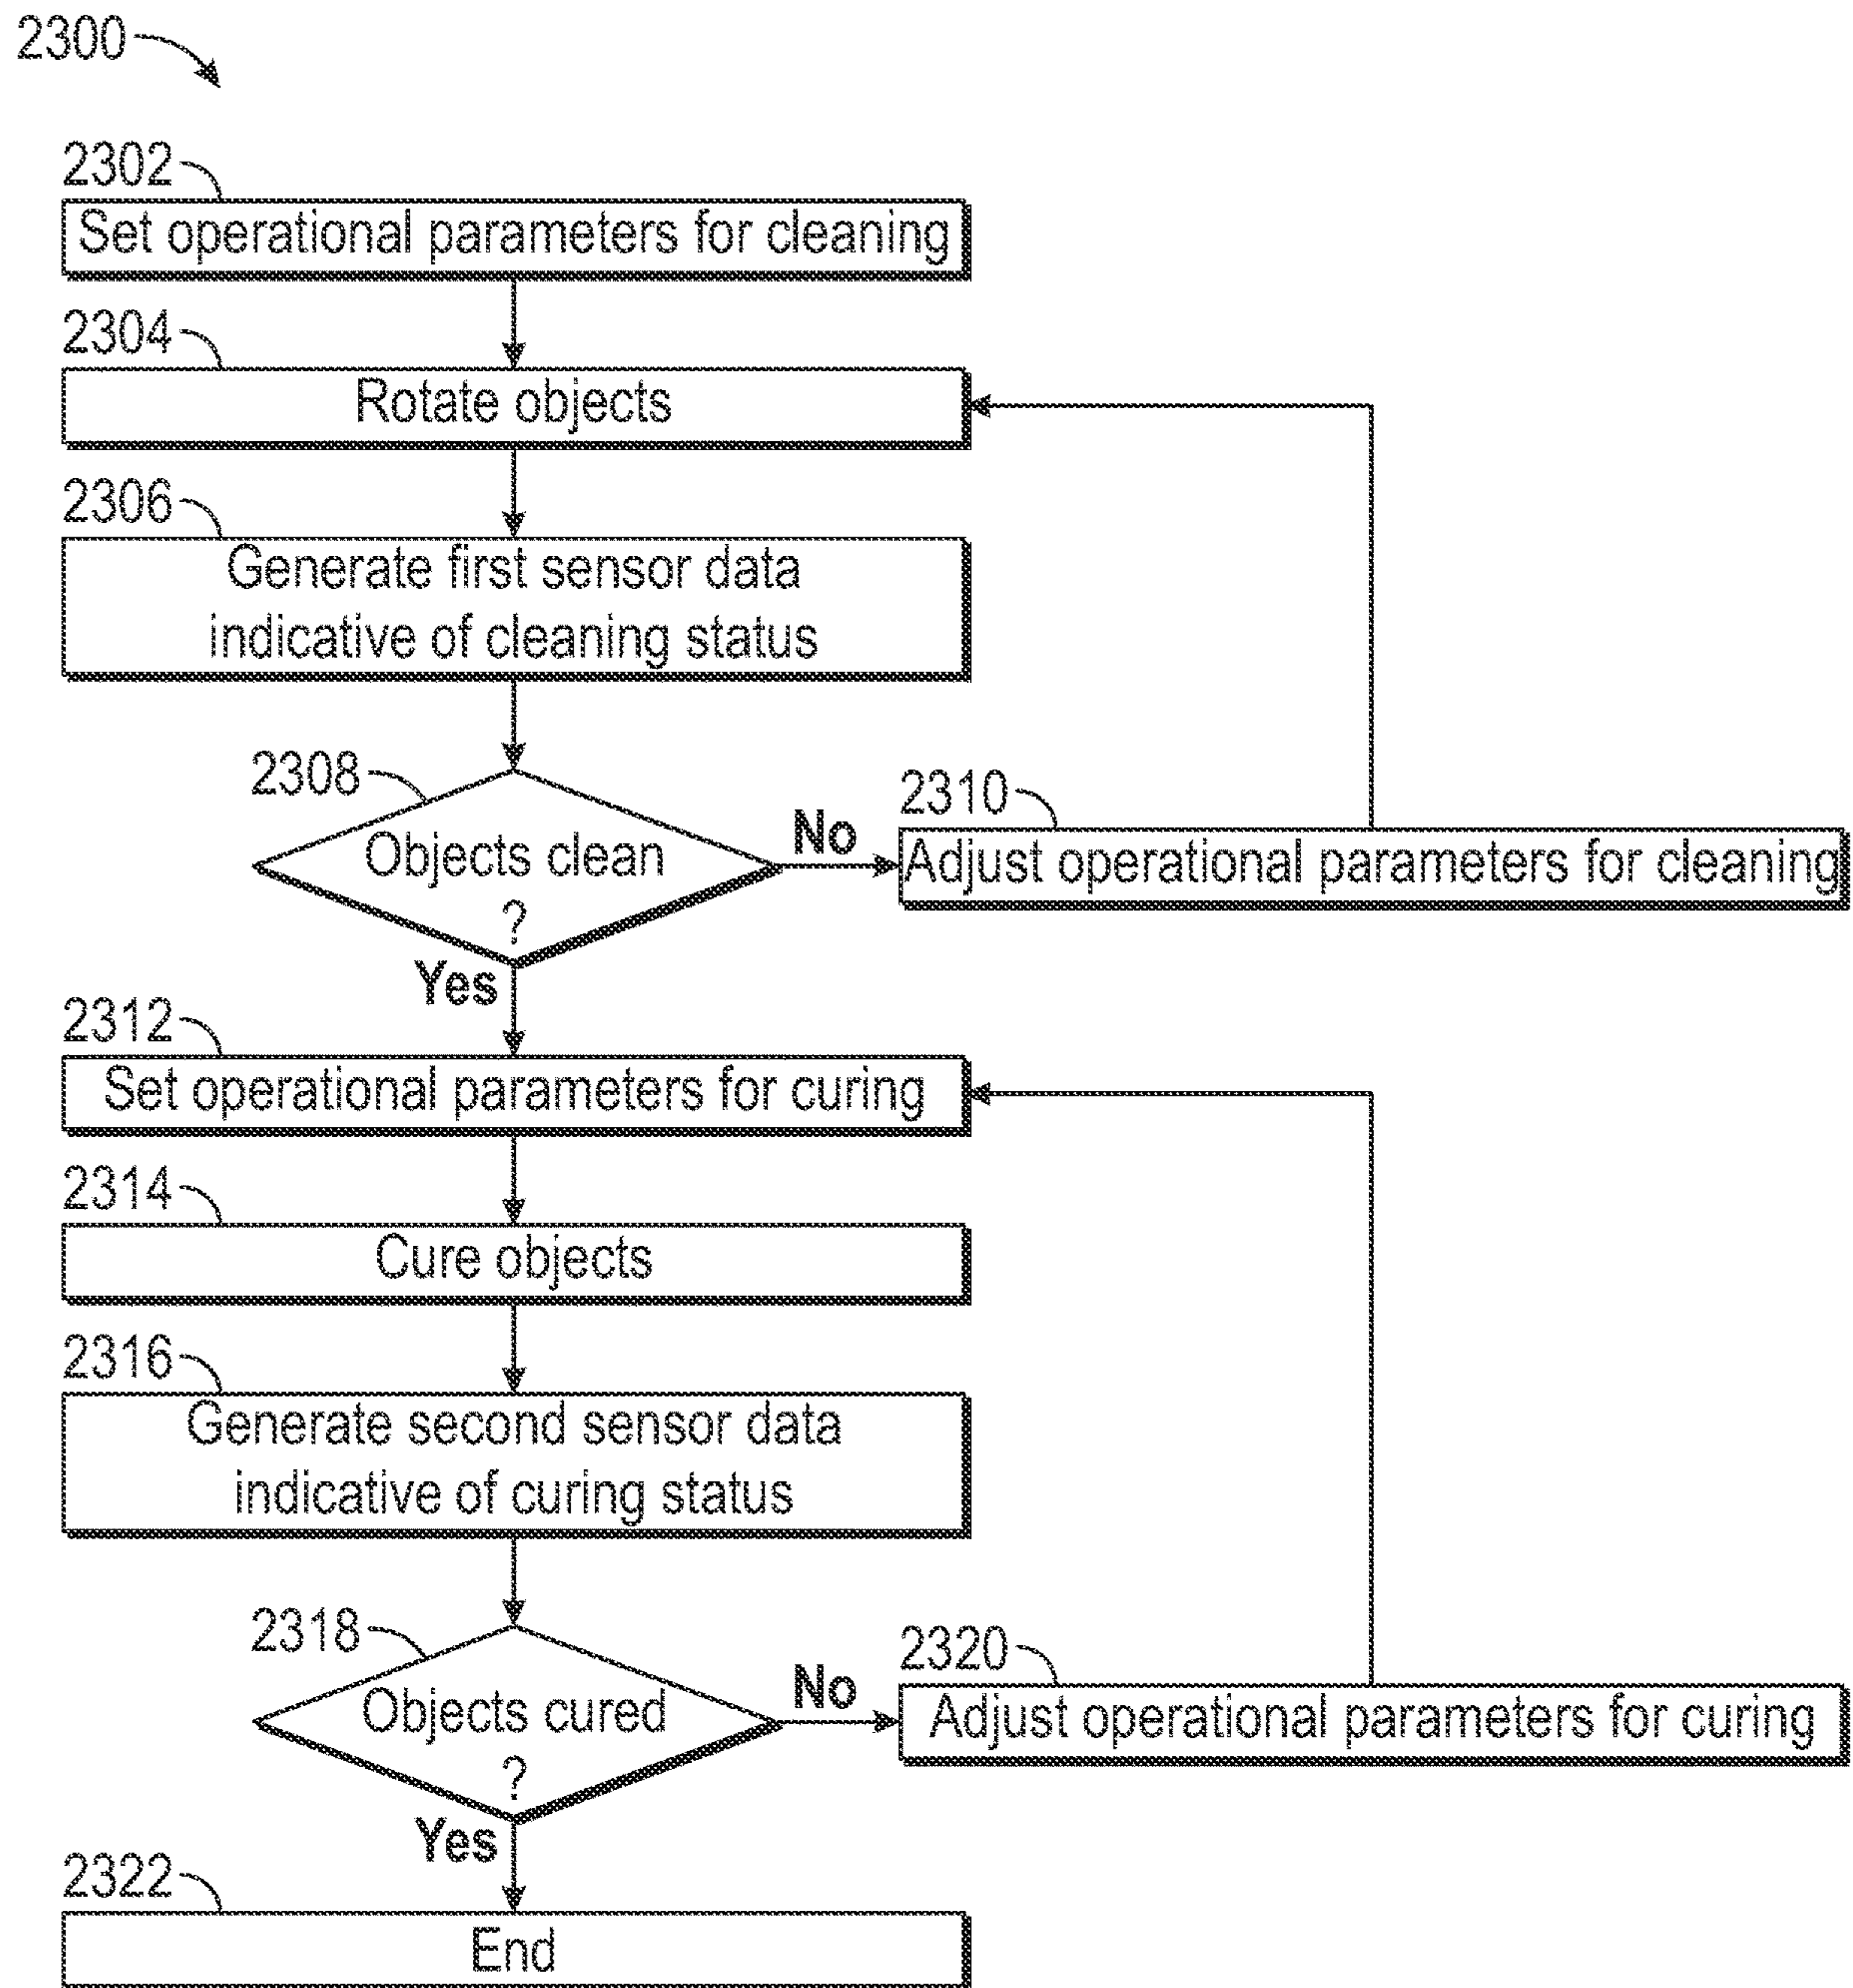 2300
2302
Set operational parameters for cleaning
2304
Rotate objects
2306
Generate first sensor data
indicative of cleaning status
2308
Objects clean
?
No
2310
Adjust operational parameters for cleaning
Yes
2312
Set operational parameters for curing
2314
Cure objects
2316
Generate second sensor data
indicative of curing status
2318
Objects cured
?
No
2320
Adjust operational parameters for curing
Yes
2322
End